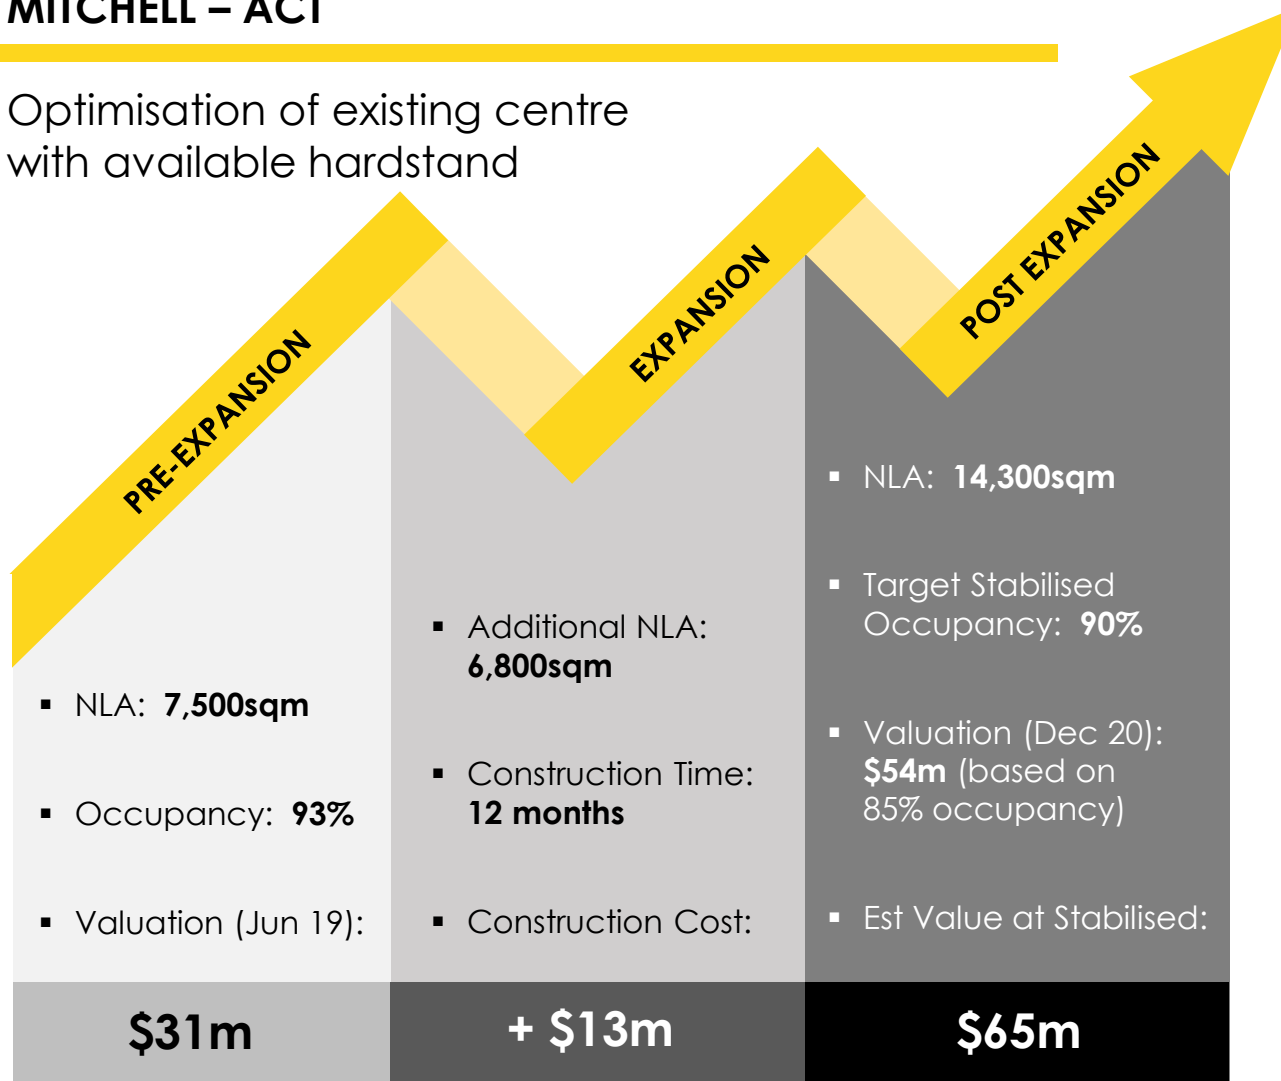 MITCHELL – ACT
Optimisation of existing centre
with available hardstand
PRE-EXPANSION
▪ NLA: 7,500sqm
▪ Occupancy: 93%
▪ Valuation (Jun 19):
$31m
EXPANSION
▪ Additional NLA:
6,800sqm
▪ Construction Time:
12 months
▪ Construction Cost:
+ $13m
POST EXPANSION
▪ NLA: 14,300sqm
▪ Target Stabilised
Occupancy: 90%
▪ Valuation (Dec 20):
$54m (based on
85% occupancy)
▪ Est Value at Stabilised:
$65m